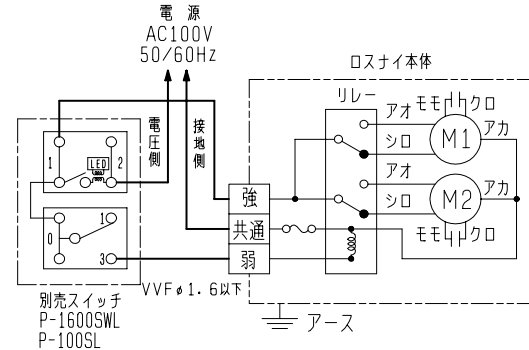 電 源
AC100V
50/60Hz
ロスナイ本体
リレー
アオ
モモ
クロ
シロ
M1
アカ
アオ
シロ
M2
アカ
モモ
クロ
電圧側
接地側
1
LED
2
強
共通
弱
0
1
3
別売スイッチ
P-1600SWL
P-100SL
VVFφ1.6以下
アース